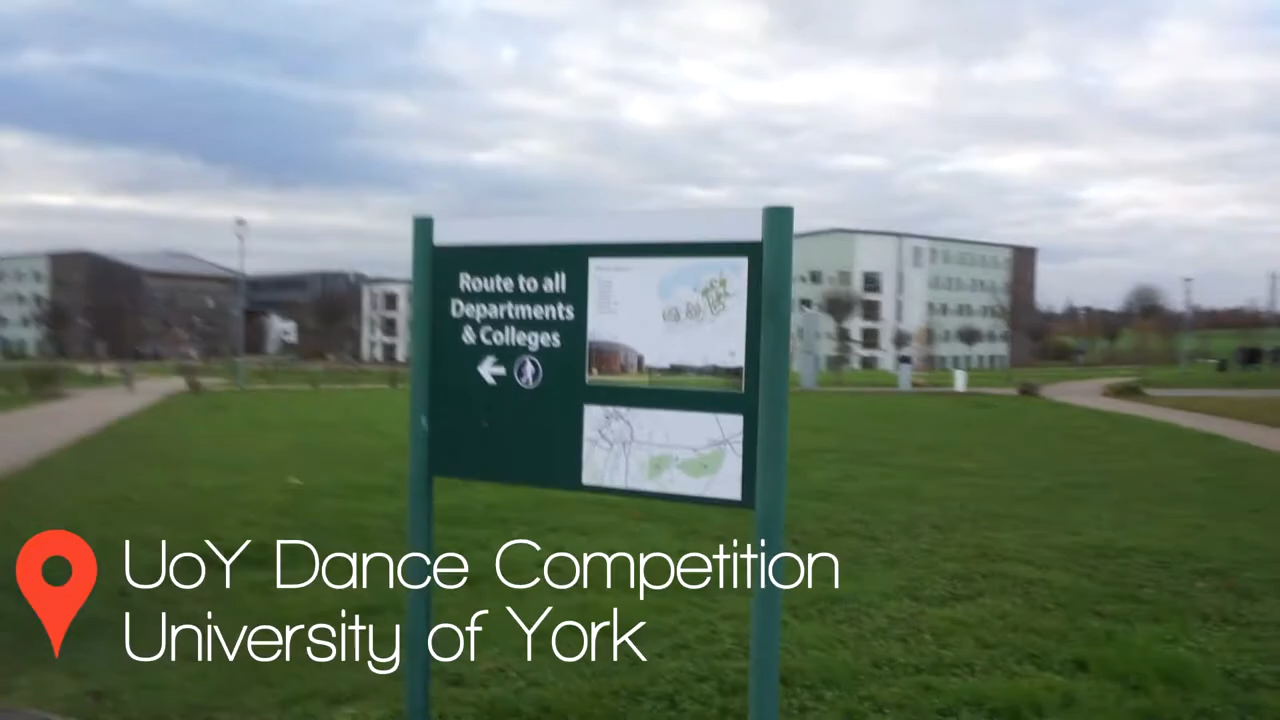 Route to all
Departments
& Colleges
UoY Dance Competition
University of York